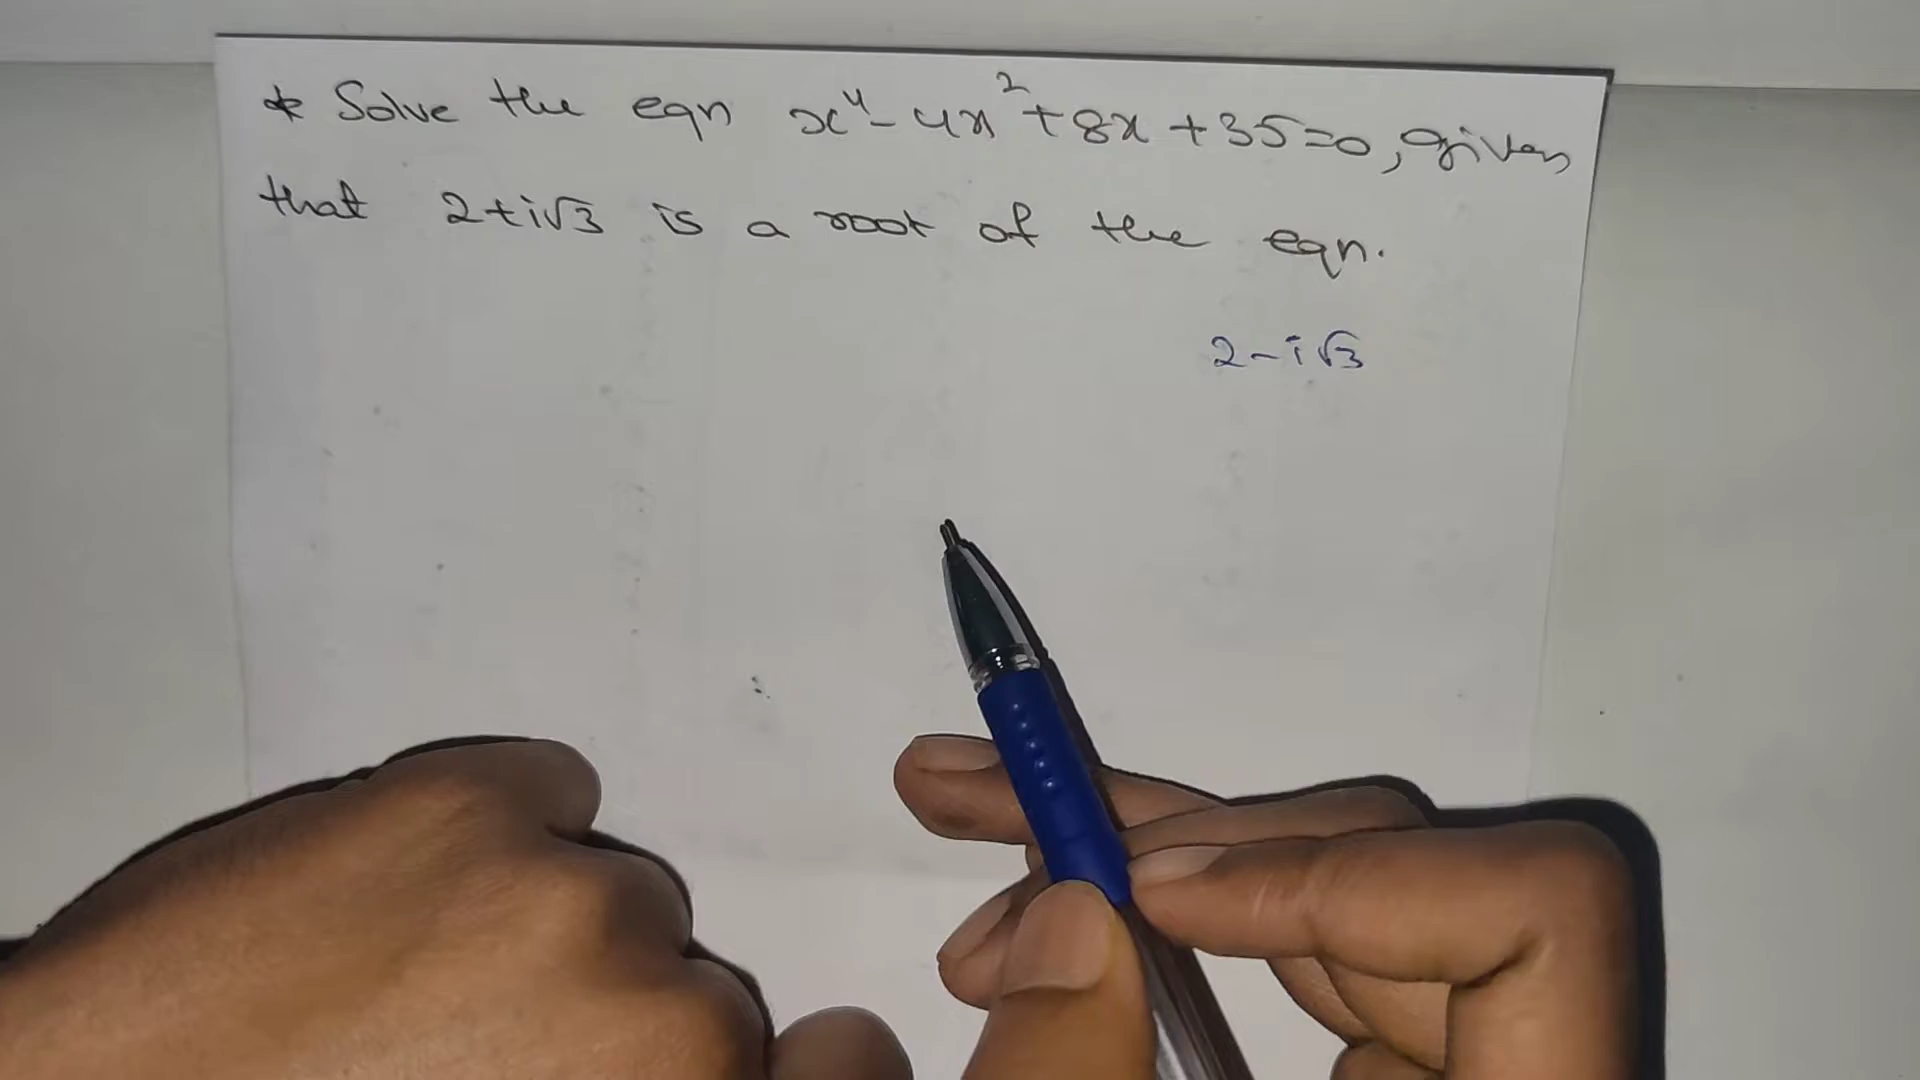 * Solve the eqn x⁴-4x²+8x+35=0, given
that 2+i√3 is a root of the eqn.
2-i√3